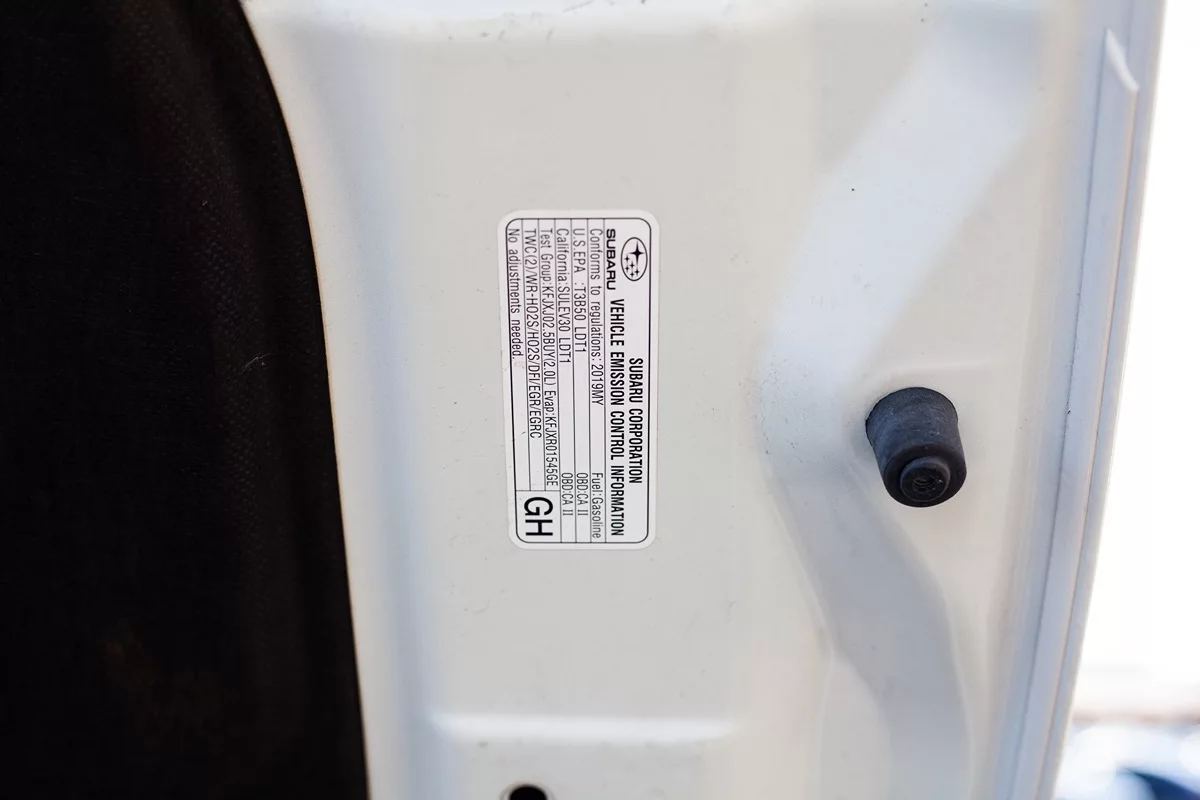 SUBARU CORPORATION
SUBARU VEHICLE EMISSION CONTROL INFORMATION
Conforms to regulations: 2019MY Fuel:Gasoline
U.S.EPA :T3B50 LDT1 OBD:CA II
California:SULEV30 LDT1 OBD:CA II
Test Group:KFJXJ02.5BUY(2.0L) Evap:KFJXR01545GE
TWC(2)/WR-HO2S/HO2S/DFI/EGR/EGRC
No adjustments needed.
GH